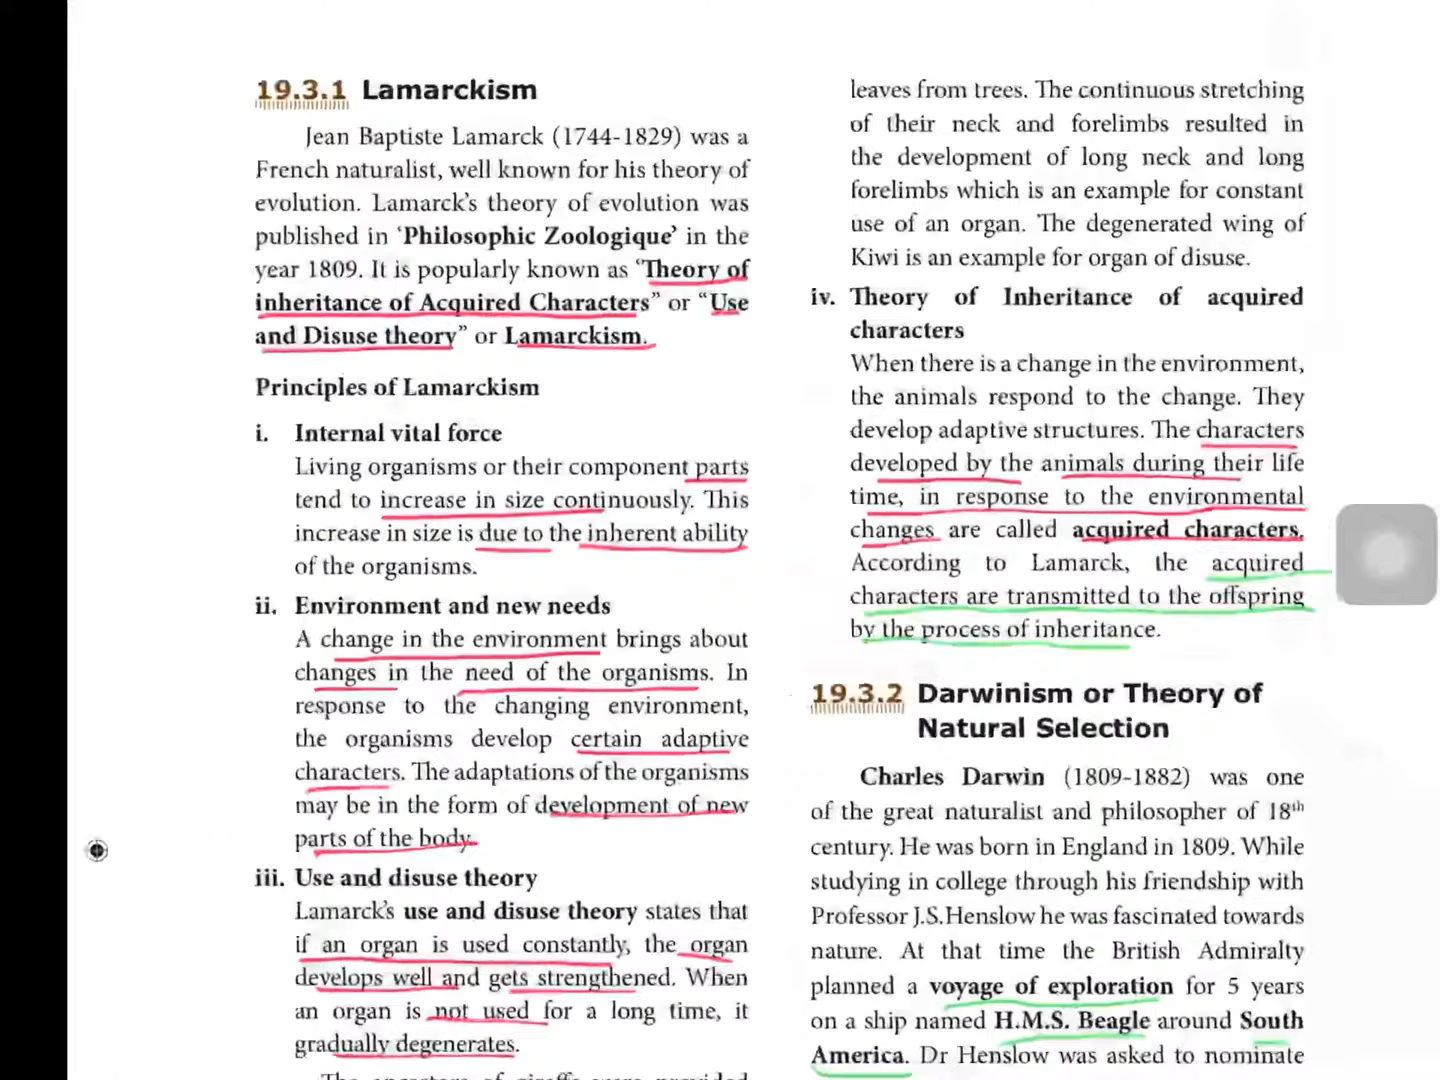 19.3.1 Lamarckism
Jean Baptiste Lamarck (1744-1829) was a
French naturalist, well known for his theory of
evolution. Lamarck's theory of evolution was
published in ‘Philosophic Zoologique’ in the
year 1809. It is popularly known as “Theory of
inheritance of Acquired Characters” or “Use
and Disuse theory” or Lamarckism.
Principles of Lamarckism
i. Internal vital force
Living organisms or their component parts
tend to increase in size continuously. This
increase in size is due to the inherent ability
of the organisms.
ii. Environment and new needs
A change in the environment brings about
changes in the need of the organisms. In
response to the changing environment,
the organisms develop certain adaptive
characters. The adaptations of the organisms
may be in the form of development of new
parts of the body.
iii. Use and disuse theory
Lamarck's use and disuse theory states that
if an organ is used constantly, the organ
develops well and gets strengthened. When
an organ is not used for a long time, it
gradually degenerates.
The ancestors of giraffe were provided
leaves from trees. The continuous stretching
of their neck and forelimbs resulted in
the development of long neck and long
forelimbs which is an example for constant
use of an organ. The degenerated wing of
Kiwi is an example for organ of disuse.
iv. Theory of Inheritance of acquired
characters
When there is a change in the environment,
the animals respond to the change. They
develop adaptive structures. The characters
developed by the animals during their life
time, in response to the environmental
changes are called acquired characters.
According to Lamarck, the acquired
characters are transmitted to the offspring
by the process of inheritance.
19.3.2 Darwinism or Theory of
Natural Selection
Charles Darwin (1809-1882) was one
of the great naturalist and philosopher of 18th
century. He was born in England in 1809. While
studying in college through his friendship with
Professor J.S.Henslow he was fascinated towards
nature. At that time the British Admiralty
planned a voyage of exploration for 5 years
on a ship named H.M.S. Beagle around South
America. Dr Henslow was asked to nominate